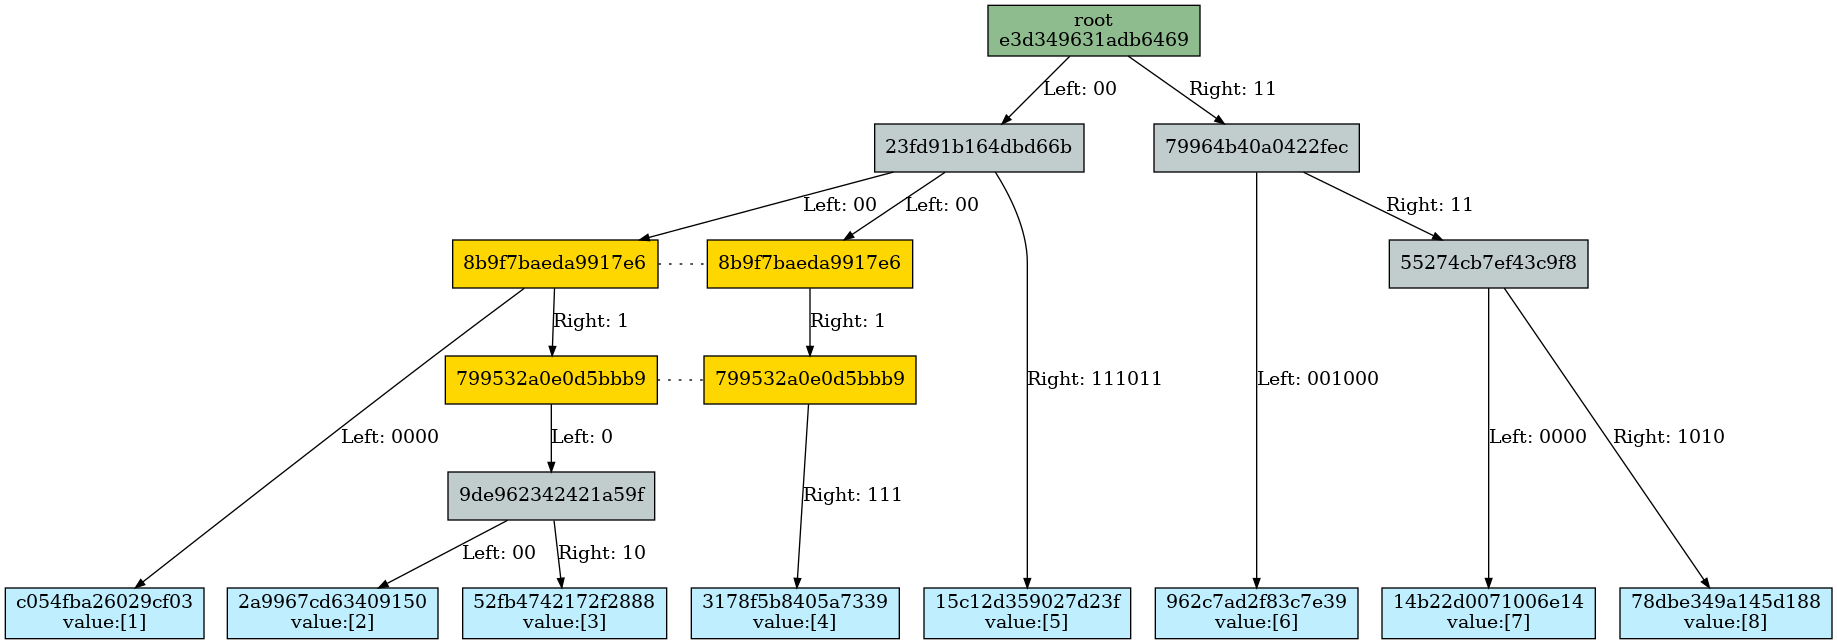 root
e3d349631adb6469
Left: 00
Right: 11
23fd91b164dbd66b
79964b40a0422fec
Left: 00
Left: 00
Right: 11
8b9f7baeda9917e6
8b9f7baeda9917e6
55274cb7ef43c9f8
Right: 1
Right: 1
799532a0e0d5bbb9
799532a0e0d5bbb9
Right: 111011
Left: 001000
Left: 0000
Left: 0
Left: 0000
Right: 1010
9de962342421a59f
Right: 111
Left: 00
Right: 10
c054fba26029cf03
value:[1]
2a9967cd63409150
value:[2]
52fb4742172f2888
value:[3]
3178f5b8405a7339
value:[4]
15c12d359027d23f
value:[5]
962c7ad2f83c7e39
value:[6]
14b22d0071006e14
value:[7]
78dbe349a145d188
value:[8]